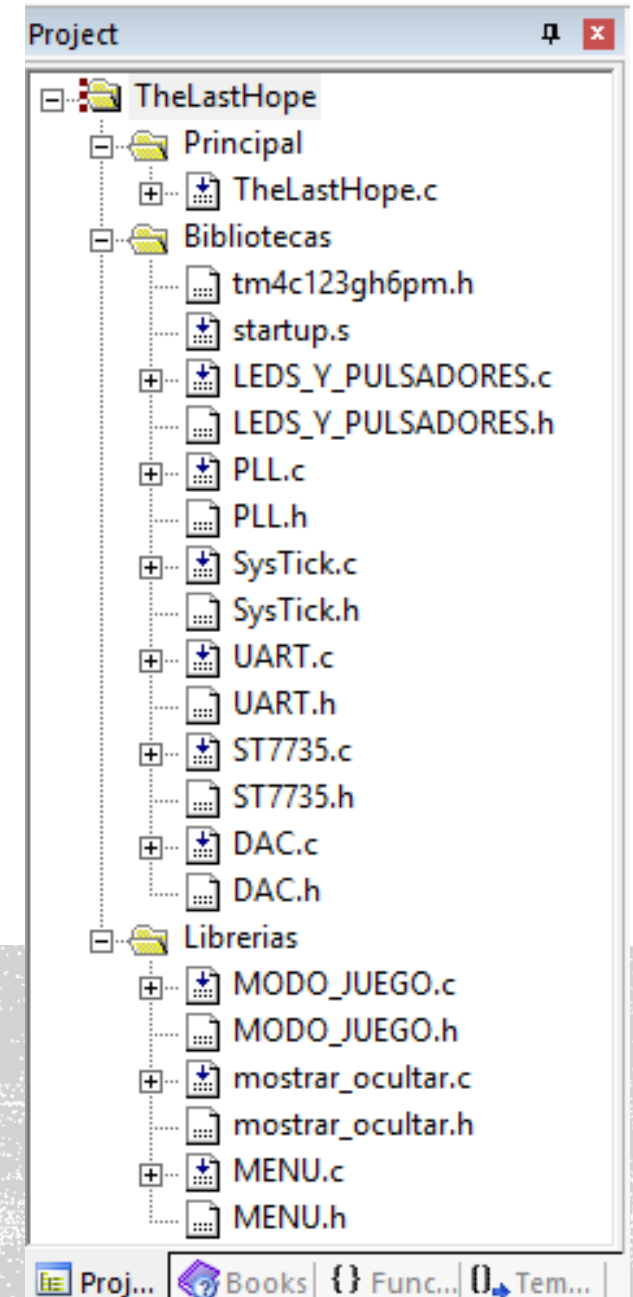 Project
TheLastHope
Principal
TheLastHope.c
Bibliotecas
tm4c123gh6pm.h
startup.s
LEDS_Y_PULSADORES.c
LEDS_Y_PULSADORES.h
PLL.c
PLL.h
SysTick.c
SysTick.h
UART.c
UART.h
ST7735.c
ST7735.h
DAC.c
DAC.h
Librerias
MODO_JUEGO.c
MODO_JUEGO.h
mostrar_ocultar.c
mostrar_ocultar.h
MENU.c
MENU.h
Proj... Books {} Func... Tem...